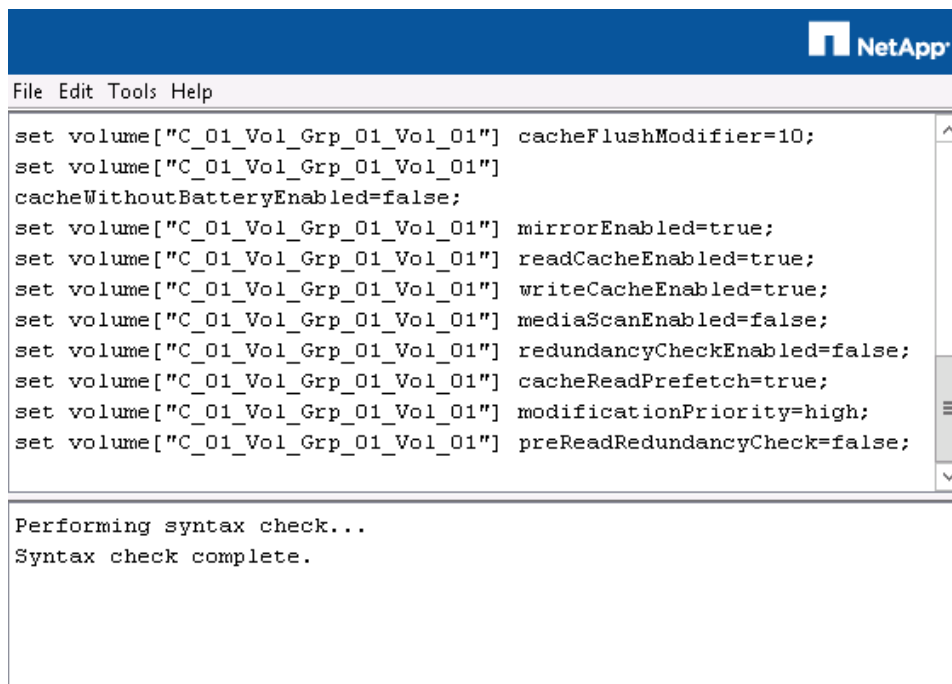 NetApp
File Edit Tools Help
set volume["C_01_Vol_Grp_01_Vol_01"] cacheFlushModifier=10;
set volume["C_01_Vol_Grp_01_Vol_01"]
cacheWithoutBatteryEnabled=false;
set volume["C_01_Vol_Grp_01_Vol_01"] mirrorEnabled=true;
set volume["C_01_Vol_Grp_01_Vol_01"] readCacheEnabled=true;
set volume["C_01_Vol_Grp_01_Vol_01"] writeCacheEnabled=true;
set volume["C_01_Vol_Grp_01_Vol_01"] mediaScanEnabled=false;
set volume["C_01_Vol_Grp_01_Vol_01"] redundancyCheckEnabled=false;
set volume["C_01_Vol_Grp_01_Vol_01"] cacheReadPrefetch=true;
set volume["C_01_Vol_Grp_01_Vol_01"] modificationPriority=high;
set volume["C_01_Vol_Grp_01_Vol_01"] preReadRedundancyCheck=false;
Performing syntax check...
Syntax check complete.